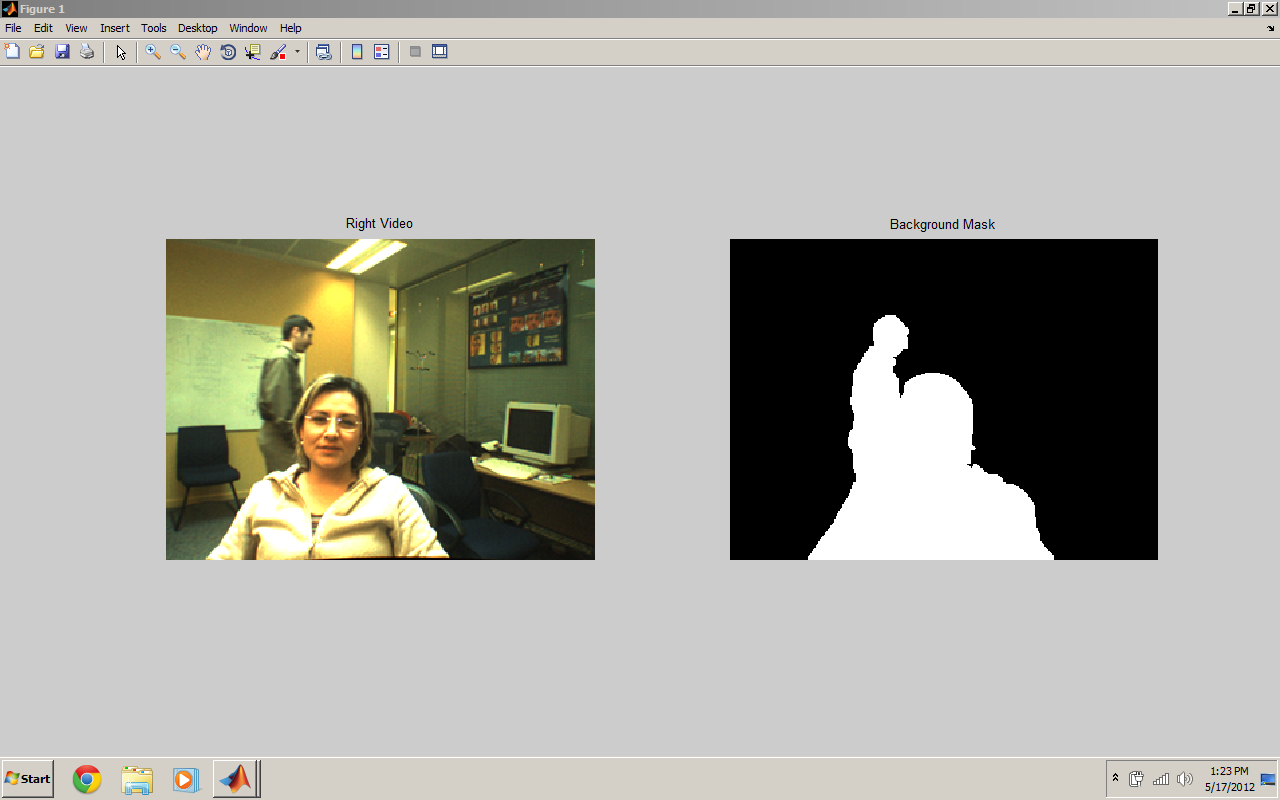 Figure 1
File Edit View Insert Tools Desktop Window Help
Right Video
Background Mask
Start
1:23 PM
5/17/2012